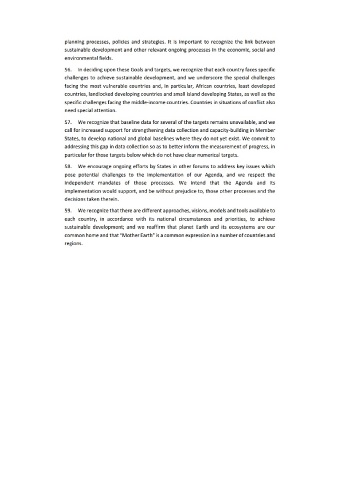 planning processes, policies and strategies. It is important to recognize the link between
sustainable development and other relevant ongoing processes in the economic, social and
environmental fields.
56. In deciding upon these Goals and targets, we recognize that each country faces specific
challenges to achieve sustainable development, and we underscore the special challenges
facing the most vulnerable countries and, in particular, African countries, least developed
countries, landlocked developing countries and small island developing States, as well as the
specific challenges facing the middle-income countries. Countries in situations of conflict also
need special attention.
57. We recognize that baseline data for several of the targets remains unavailable, and we
call for increased support for strengthening data collection and capacity-building in Member
States, to develop national and global baselines where they do not yet exist. We commit to
addressing this gap in data collection so as to better inform the measurement of progress, in
particular for those targets below which do not have clear numerical targets.
58. We encourage ongoing efforts by States in other forums to address key issues which
pose potential challenges to the implementation of our Agenda, and we respect the
independent mandates of those processes. We intend that the Agenda and its
implementation would support, and be without prejudice to, those other processes and the
decisions taken therein.
59. We recognize that there are different approaches, visions, models and tools available to
each country, in accordance with its national circumstances and priorities, to achieve
sustainable development; and we reaffirm that planet Earth and its ecosystems are our
common home and that "Mother Earth" is a common expression in a number of countries and
regions.